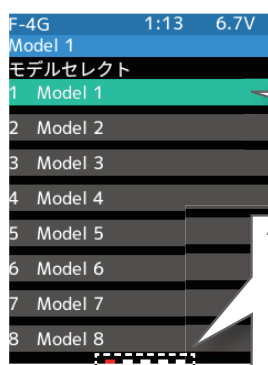 F-4G 1:13 6.7V
Model 1
モデルセレクト
1 Model 1
2 Model 2
3 Model 3
4 Model 4
5 Model 5
6 Model 6
7 Model 7
8 Model 8